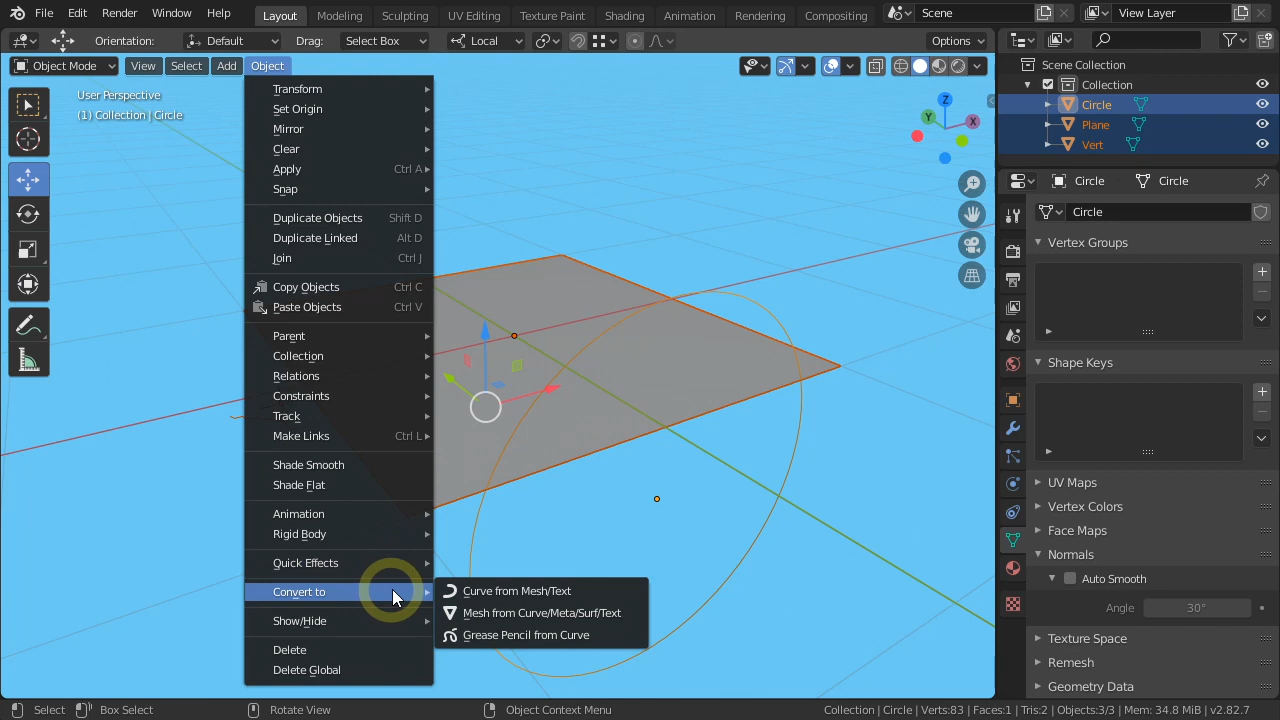 File Edit Render Window Help Layout Modeling Sculpting UV Editing Texture Paint Shading Animation Rendering Compositing Scene View Layer
Orientation: Default Drag: Select Box Local Options
Object Mode View Select Add Object
User Perspective
(1) Collection | Circle
Transform
Set Origin
Mirror
Clear
Apply Ctrl A
Snap
Duplicate Objects Shift D
Duplicate Linked Alt D
Join Ctrl J
Copy Objects Ctrl C
Paste Objects Ctrl V
Parent
Collection
Relations
Constraints
Track
Make Links Ctrl L
Shade Smooth
Shade Flat
Animation
Rigid Body
Quick Effects
Convert to
Show/Hide
Delete
Delete Global
Curve from Mesh/Text
Mesh from Curve/Meta/Surf/Text
Grease Pencil from Curve
Z
Y
X
Scene Collection
Collection
Circle
Plane
Vert
Circle Circle
Circle
Vertex Groups
Shape Keys
UV Maps
Vertex Colors
Face Maps
Normals
Auto Smooth
Angle 30°
Texture Space
Remesh
Geometry Data
Select Box Select Rotate View Object Context Menu Collection | Circle | Verts:83 | Faces:1 | Tris:2 | Objects:3/3 | Mem: 34.8 MiB | v2.82.7